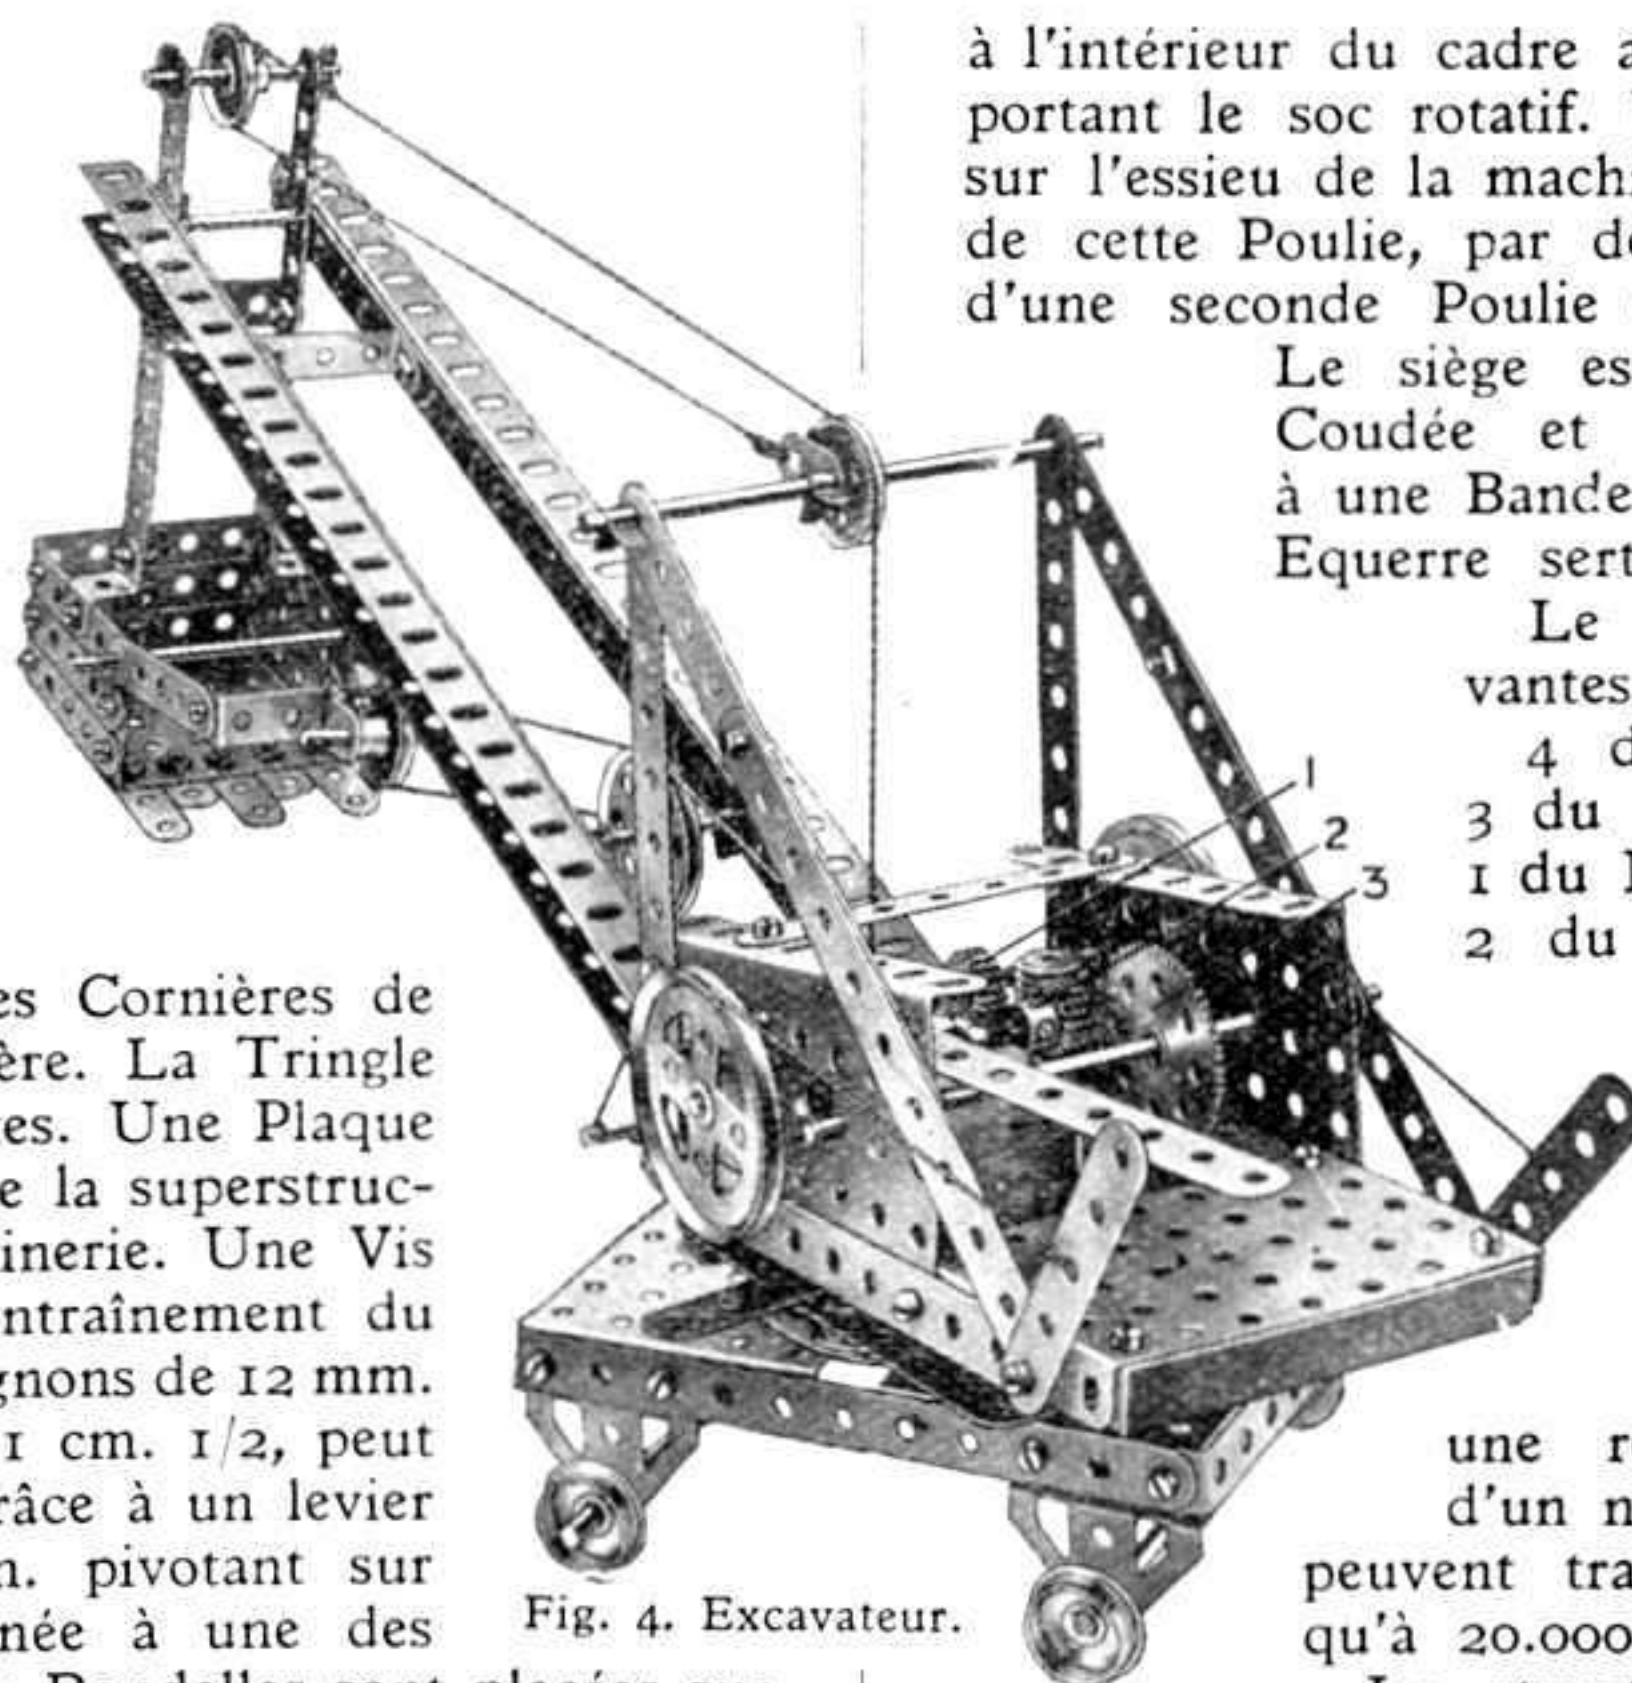 es Cornières de
ère. La Tringle
es. Une Plaque
e la superstruc-
inerie. Une Vis
ntraînement du
gnons de 12 mm.
1 cm. 1/2, peut
râce à un levier
pivotant sur
née à une des
Rondelles sont placées
1
2
3
Fig. 4. Excavateur.
à l'intérieur du cadre a
portant le soc rotatif.
sur l'essieu de la mach
de cette Poulie, par d
d'une seconde Poulie
Le siège es
Coudée et
à une Bande
Equerre sert
Le
vantes
4 d
3 du
1 du
2 du
une r
d'un n
peuvent tra
qu'à 20.000